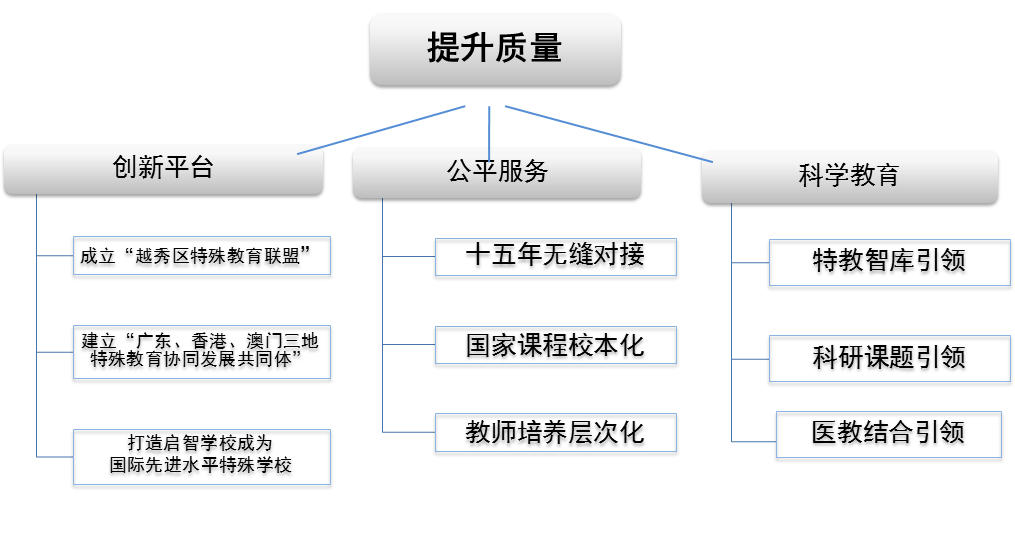 提升质量
创新平台
成立“越秀区特殊教育联盟”
建立“广东、香港、澳门三地
特殊教育协同发展共同体”
打造启智学校成为
国际先进水平特殊学校
公平服务
十五年无缝对接
国家课程校本化
教师培养层次化
科学教育
特教智库引领
科研课题引领
医教结合引领